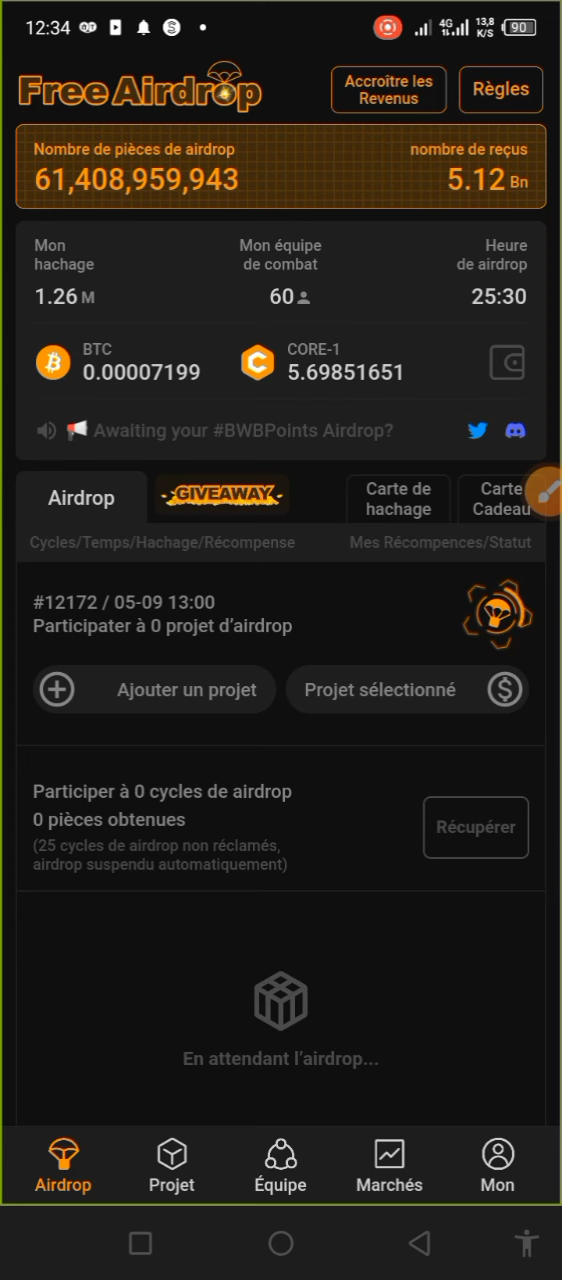 12:34
4G
13,8 K/S
90
Free Airdrop
Accroître les
Revenus
Règles
Nombre de pièces de airdrop
nombre de reçus
61,408,959,943
5.12 Bn
Mon
hachage
Mon équipe
de combat
Heure
de airdrop
1.26 M
60
25:30
BTC
0.00007199
CORE-1
5.69851651
Awaiting your #BWBPoints Airdrop?
Airdrop
GIVEAWAY
Carte de
hachage
Carte
Cadeau
Cycles/Temps/Hachage/Récompense
Mes Récompences/Statut
#12172 / 05-09 13:00
Participater à 0 projet d’airdrop
Ajouter un projet
Projet sélectionné
Participer à 0 cycles de airdrop
0 pièces obtenues
(25 cycles de airdrop non réclamés,
airdrop suspendu automatiquement)
Récupérer
En attendant l’airdrop...
Airdrop
Projet
Équipe
Marchés
Mon